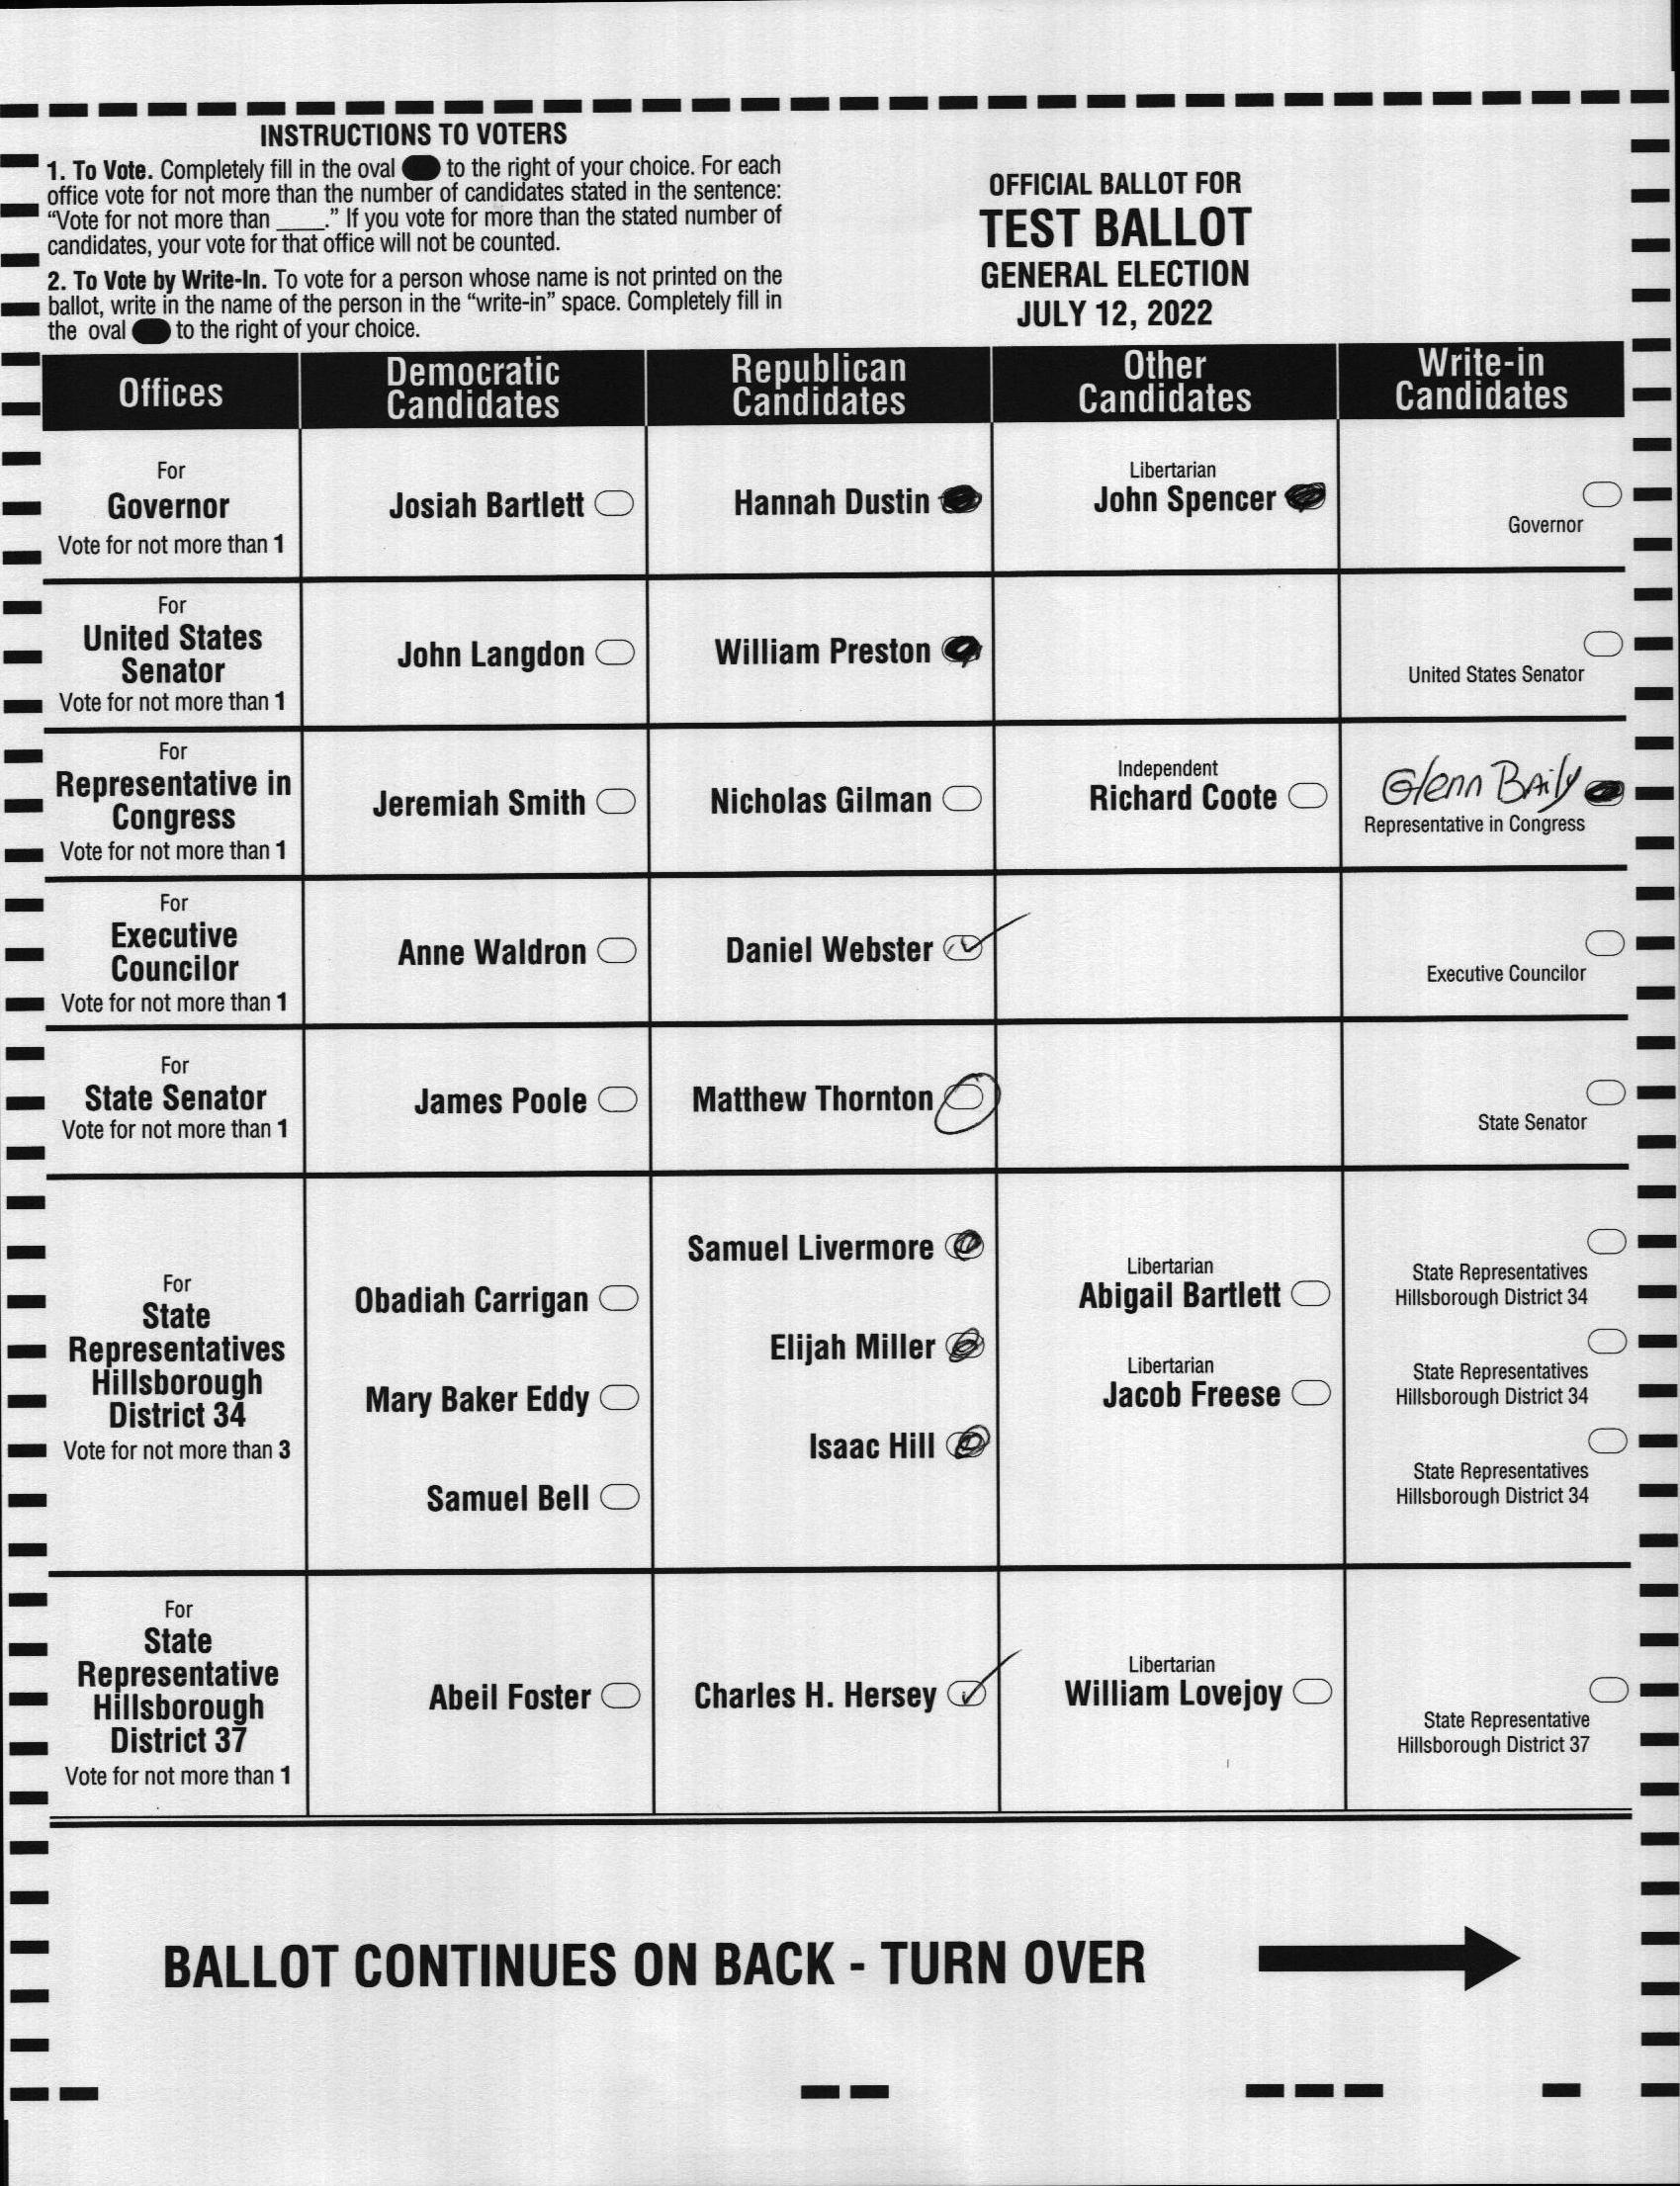 INSTRUCTIONS TO VOTERS
1. To Vote. Completely fill in the oval to the right of your choice. For each
office vote for not more than the number of candidates stated in the sentence:
“Vote for not more than ____.” If you vote for more than the stated number of
candidates, your vote for that office will not be counted.
2. To Vote by Write-In. To vote for a person whose name is not printed on the
ballot, write in the name of the person in the “write-in” space. Completely fill in
the oval to the right of your choice.
OFFICIAL BALLOT FOR
TEST BALLOT
GENERAL ELECTION
JULY 12, 2022
Offices
Democratic
Candidates
Republican
Candidates
Other
Candidates
Write-in
Candidates
For
Governor
Vote for not more than 1
Josiah Bartlett
Hannah Dustin
Libertarian
John Spencer
Governor
For
United States
Senator
Vote for not more than 1
John Langdon
William Preston
United States Senator
For
Representative in
Congress
Vote for not more than 1
Jeremiah Smith
Nicholas Gilman
Independent
Richard Coote
Glenn BAily
Representative in Congress
For
Executive
Councilor
Vote for not more than 1
Anne Waldron
Daniel Webster
Executive Councilor
For
State Senator
Vote for not more than 1
James Poole
Matthew Thornton
State Senator
For
State
Representatives
Hillsborough
District 34
Vote for not more than 3
Obadiah Carrigan
Mary Baker Eddy
Samuel Bell
Samuel Livermore
Elijah Miller
Isaac Hill
Libertarian
Abigail Bartlett
Libertarian
Jacob Freese
State Representatives
Hillsborough District 34
State Representatives
Hillsborough District 34
State Representatives
Hillsborough District 34
For
State
Representative
Hillsborough
District 37
Vote for not more than 1
Abeil Foster
Charles H. Hersey
Libertarian
William Lovejoy
State Representative
Hillsborough District 37
BALLOT CONTINUES ON BACK - TURN OVER